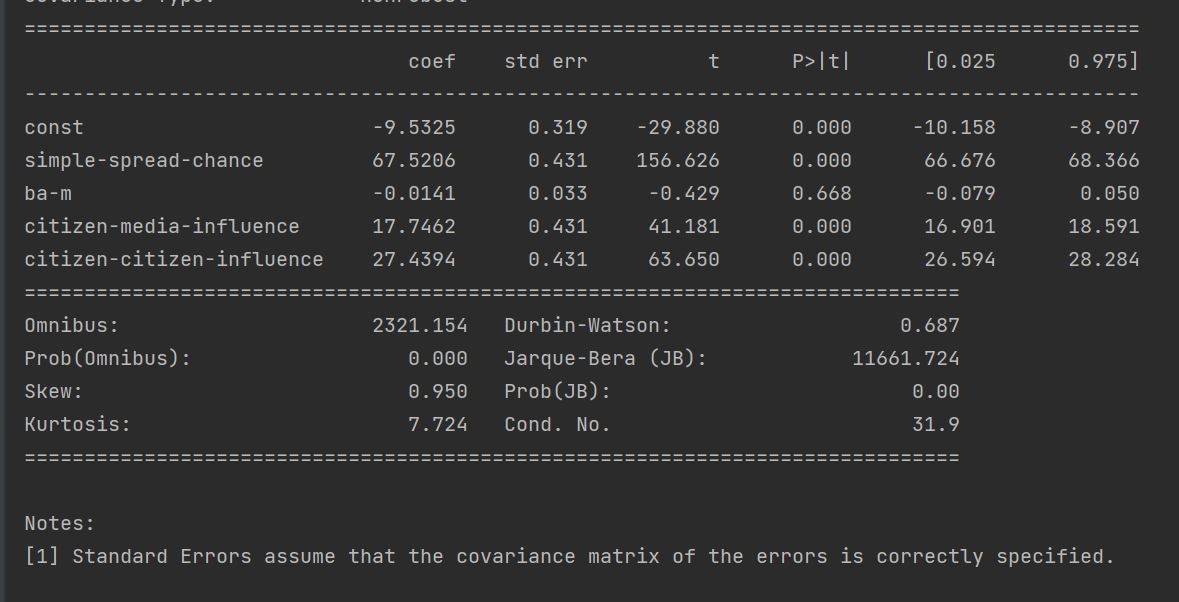 ==============================================================================================
                                coef    std err          t      P>|t|      [0.025      0.975]
----------------------------------------------------------------------------------------------
const                        -9.5325      0.319    -29.880      0.000     -10.158      -8.907
simple-spread-chance         67.5206      0.431    156.626      0.000      66.676      68.366
ba-m                         -0.0141      0.033     -0.429      0.668      -0.079       0.050
citizen-media-influence      17.7462      0.431     41.181      0.000      16.901      18.591
citizen-citizen-influence    27.4394      0.431     63.650      0.000      26.594      28.284
==============================================================================
Omnibus:                     2321.154   Durbin-Watson:                   0.687
Prob(Omnibus):                  0.000   Jarque-Bera (JB):            11661.724
Skew:                           0.950   Prob(JB):                         0.00
Kurtosis:                       7.724   Cond. No.                         31.9
==============================================================================

Notes:
[1] Standard Errors assume that the covariance matrix of the errors is correctly specified.